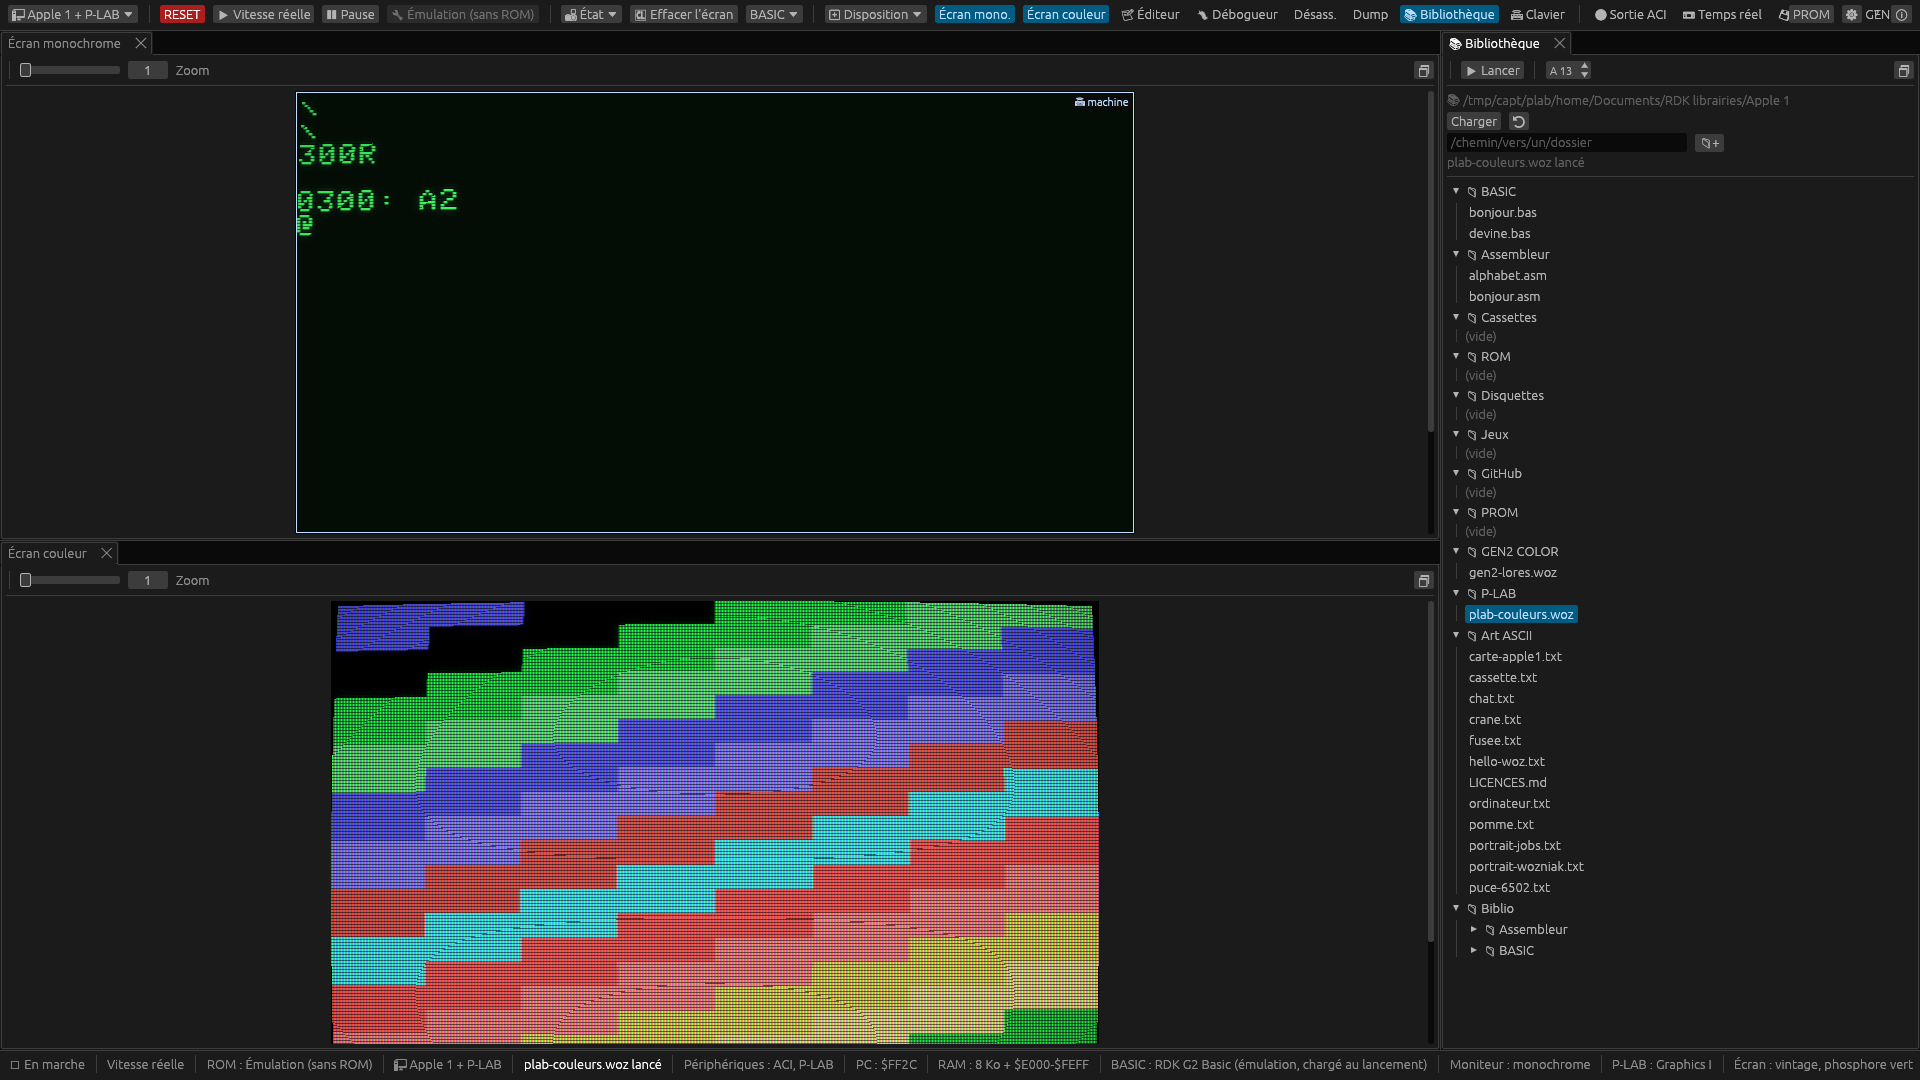 Apple 1 + P-LAB RESET Vitesse réelle Pause Émulation (sans ROM) État Effacer l'écran BASIC Disposition Écran mono. Écran couleur Éditeur Débogueur Désass. Dump Bibliothèque Clavier Sortie ACI Temps réel PROM
Écran monochrome
1 Zoom
machine
\
\
300R
0300: A2
@
Écran couleur
1 Zoom
Bibliothèque
Lancer A 13
/tmp/capt/plab/home/Documents/RDK librairies/Apple 1
Charger
/chemin/vers/un/dossier +
plab-couleurs.woz lancé
BASIC
bonjour.bas
devine.bas
Assembleur
alphabet.asm
bonjour.asm
Cassettes
(vide)
ROM
(vide)
Disquettes
(vide)
Jeux
(vide)
GitHub
(vide)
PROM
(vide)
GEN2 COLOR
gen2-lores.woz
P-LAB
plab-couleurs.woz
Art ASCII
carte-apple1.txt
cassette.txt
chat.txt
crane.txt
fusee.txt
hello-woz.txt
LICENCES.md
ordinateur.txt
pomme.txt
portrait-jobs.txt
portrait-wozniak.txt
puce-6502.txt
Biblio
Assembleur
BASIC
En marche Vitesse réelle ROM : Émulation (sans ROM) Apple 1 + P-LAB plab-couleurs.woz lancé Périphériques : ACI, P-LAB PC : $FF2C RAM : 8 Ko + $E000-$FEFF BASIC : RDK G2 Basic (émulation, chargé au lancement) Moniteur : monochrome P-LAB : Graphics I Écran : vintage, phosphore vert